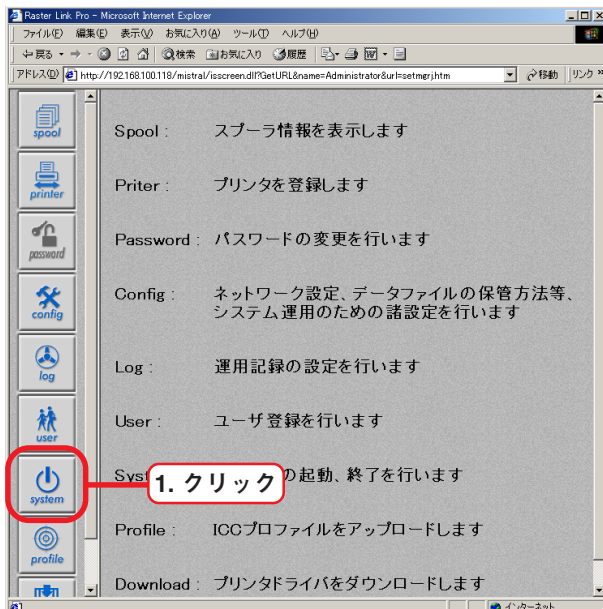 Raster Link Pro - Microsoft Internet Explorer
ファイル(F) 編集(E) 表示(V) お気に入り(A) ツール(T) ヘルプ(H)
戻る 検索 お気に入り 履歴
アドレス(D) http://192.168.100.118/mistral/isscreen.dll?GetURL&name=Administrator&url=setmgrj.htm 移動 リンク »
spool
Spool : スプーラ情報を表示します
printer
Priter : プリンタを登録します
password
Password : パスワードの変更を行います
config
Config : ネットワーク設定、データファイルの保管方法等、
システム運用のための諸設定を行います
log
Log : 運用記録の設定を行います
user
User : ユーザ登録を行います
system
Syst
1. クリック
の起動、終了を行います
profile
Profile : ICCプロファイルをアップロードします
Download : プリンタドライバをダウンロードします
インターネット